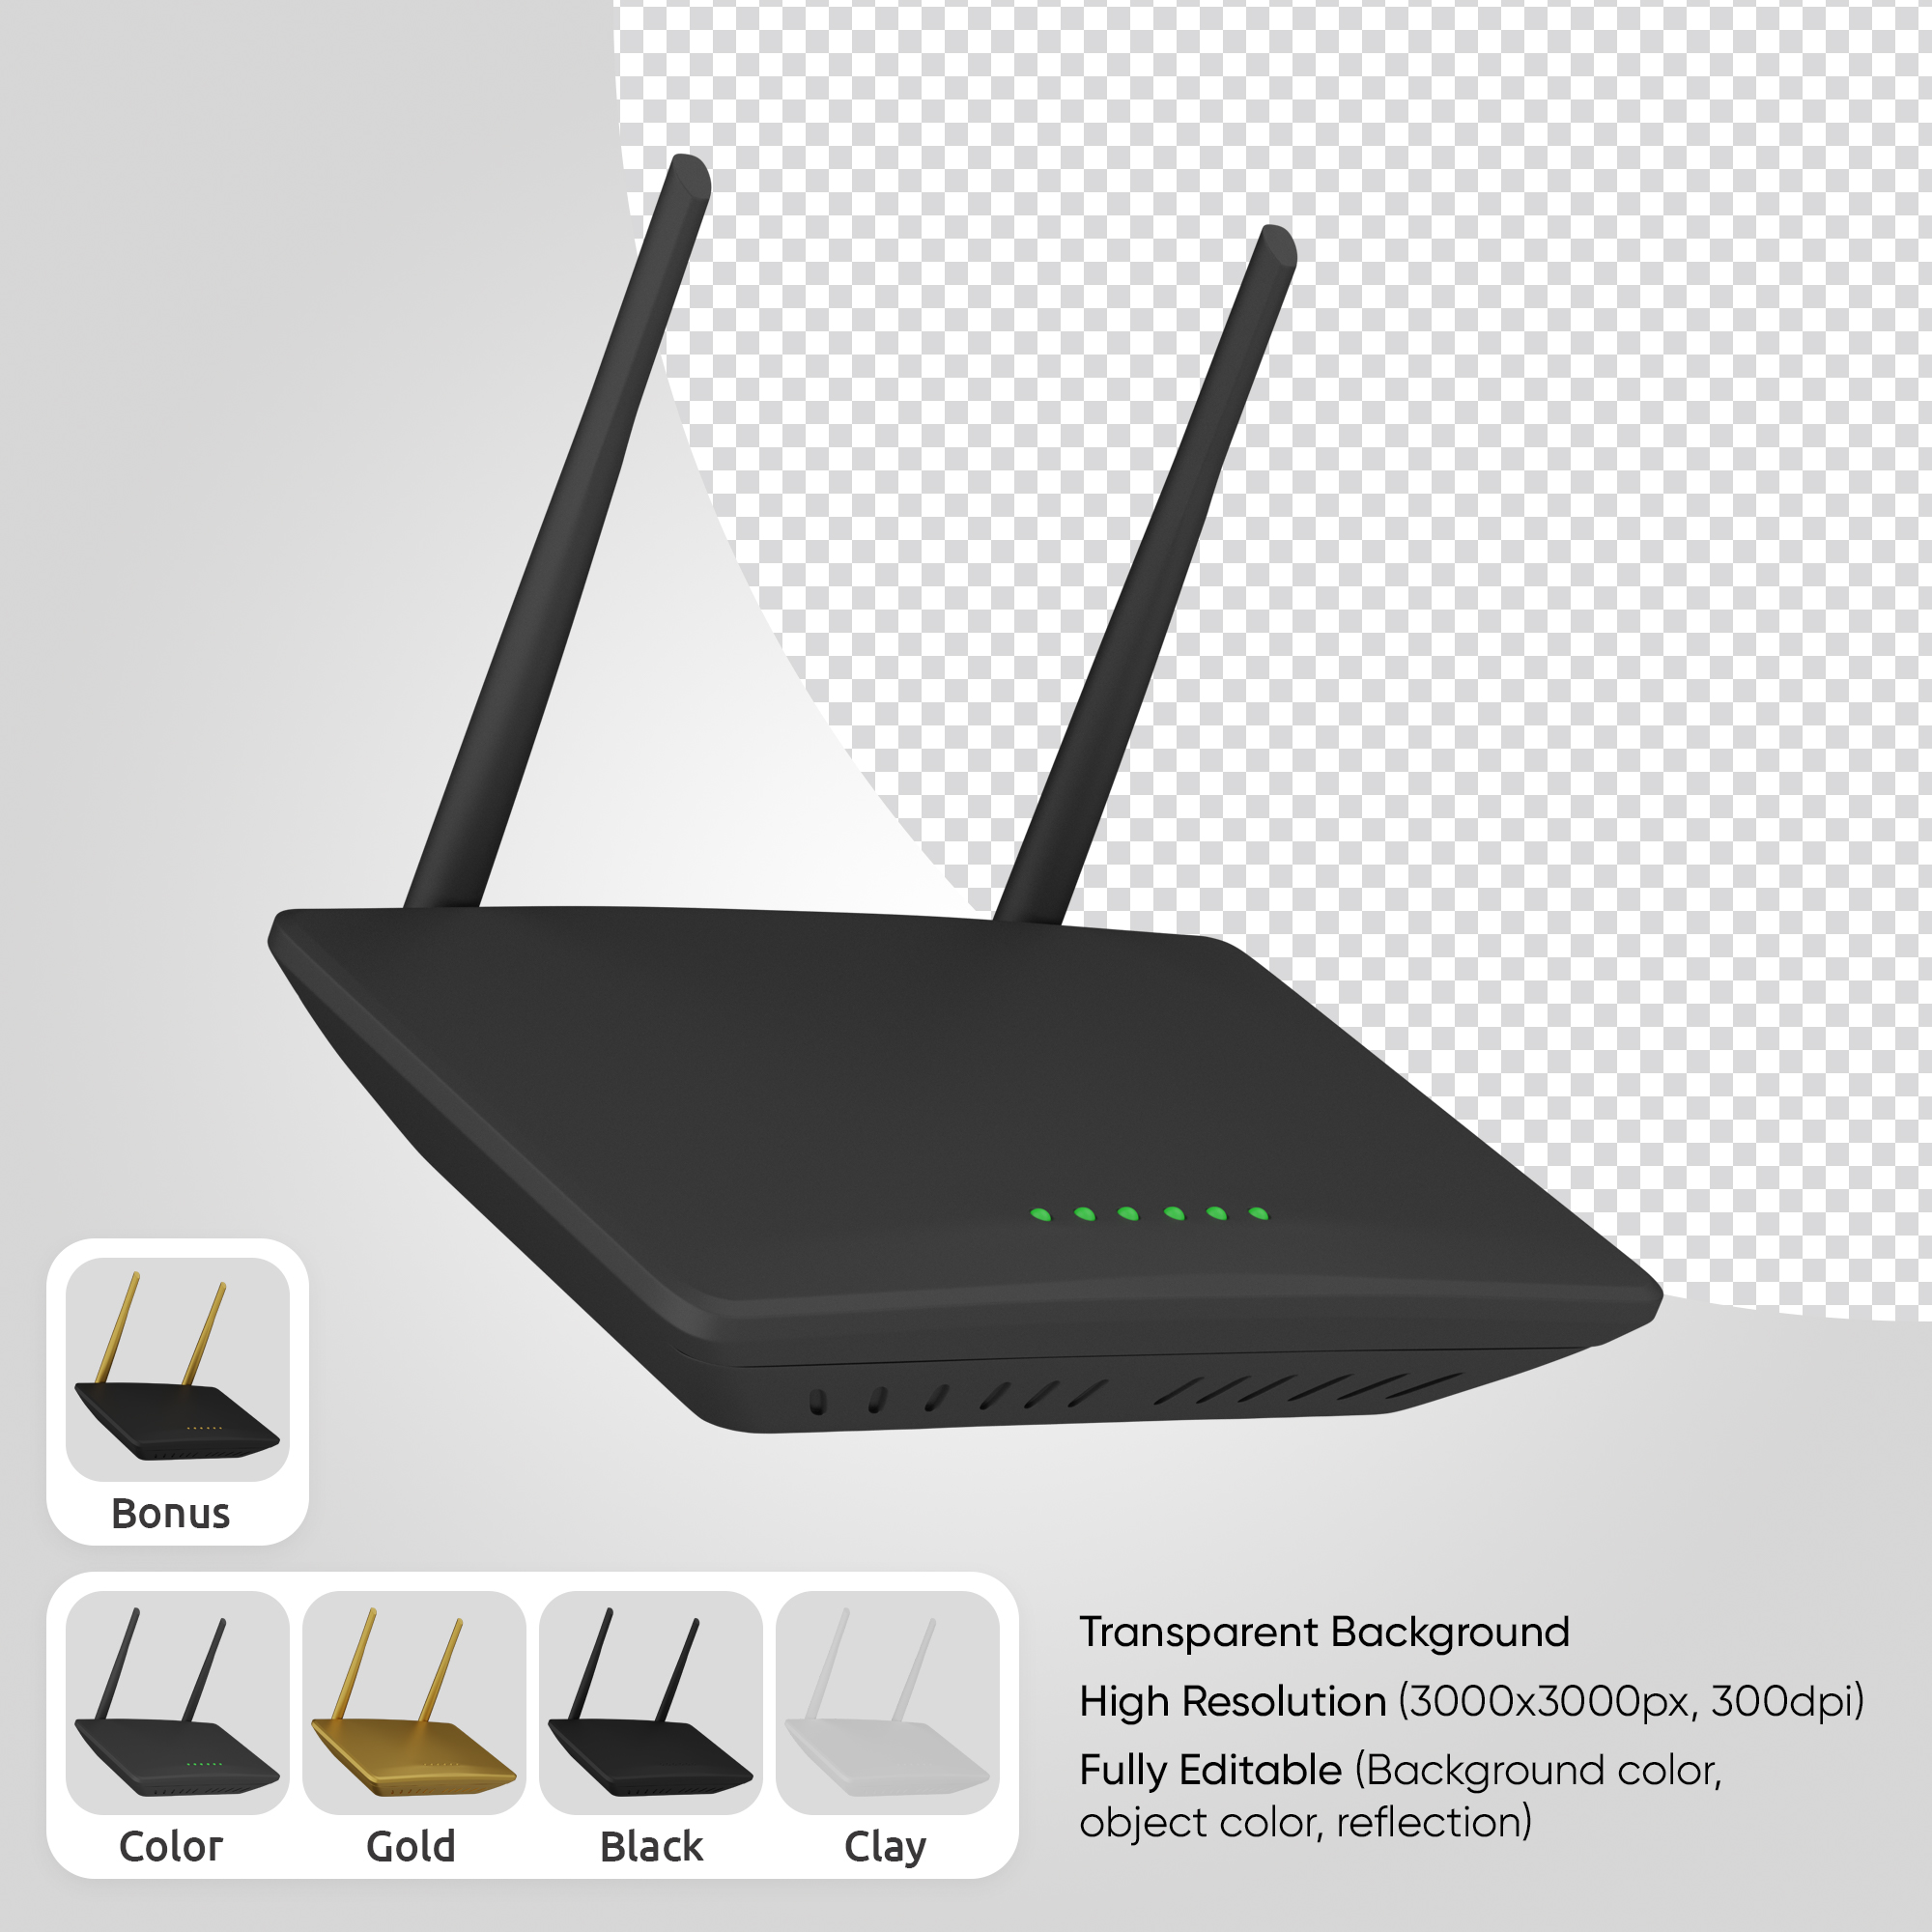 Bonus
Color
Gold
Black
Clay
Transparent Background
High Resolution (3000x3000px, 300dpi)
Fully Editable (Background color,
object color, reflection)